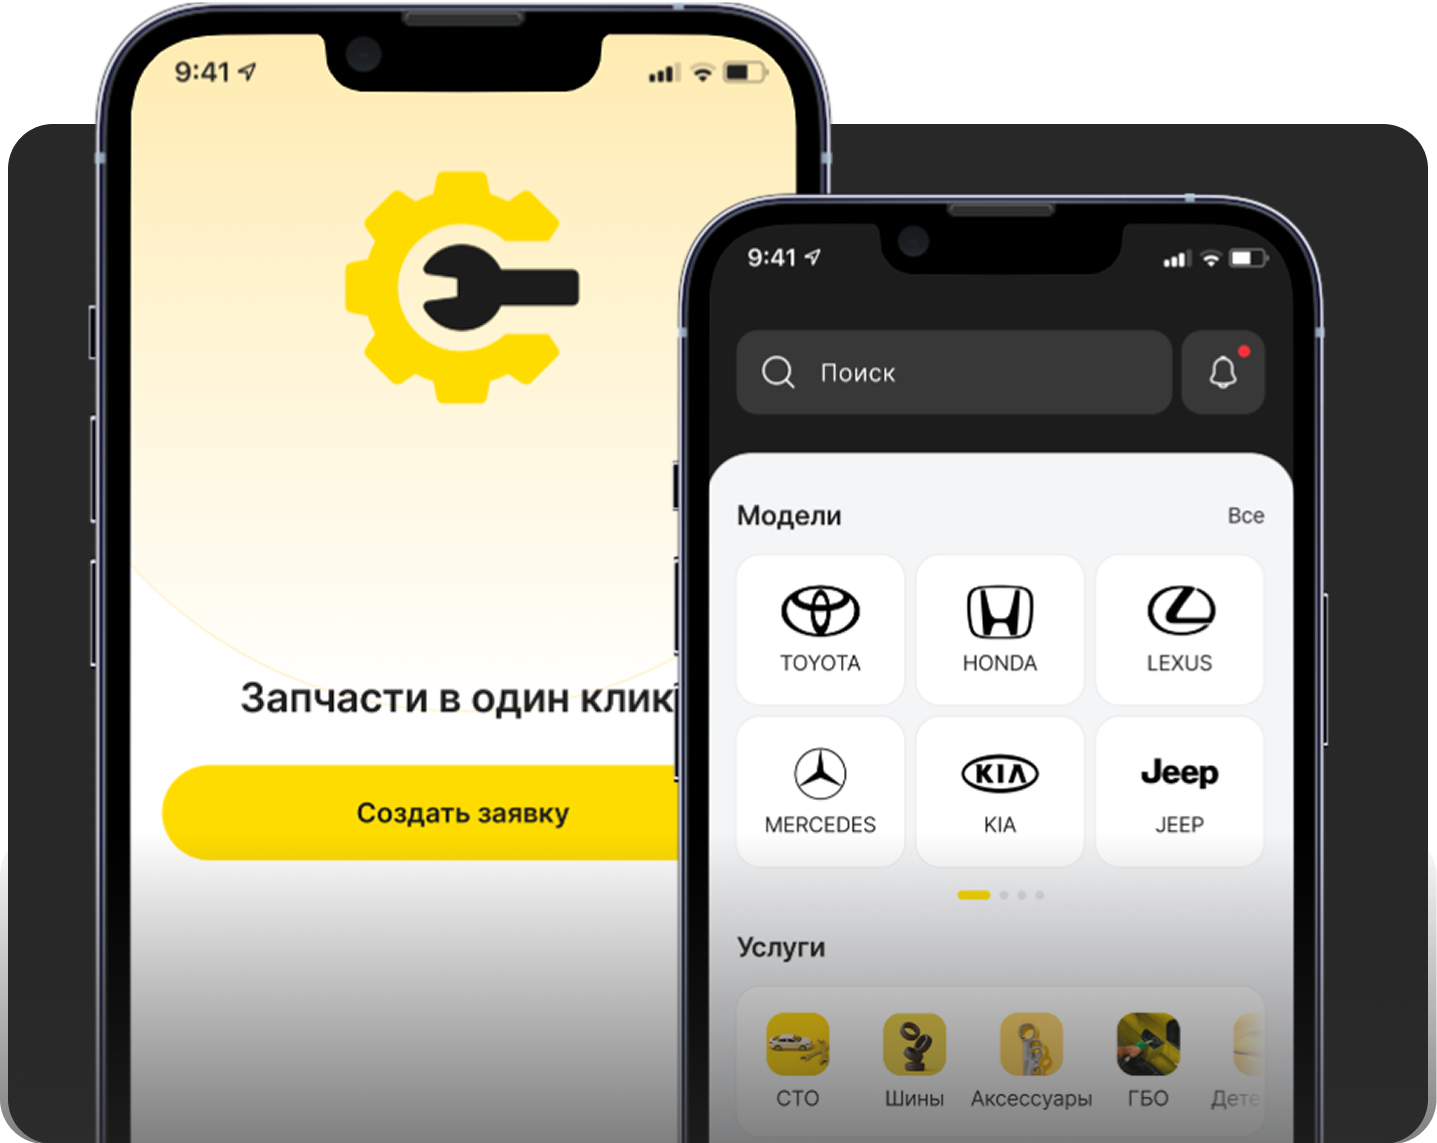 9:41
Запчасти в один клик
Создать заявку
9:41
Поиск
Модели
Все
TOYOTA
HONDA
LEXUS
MERCEDES
KIA
KIA
Jeep
JEEP
Услуги
СТО
Шины
Аксессуары
ГБО
Дете